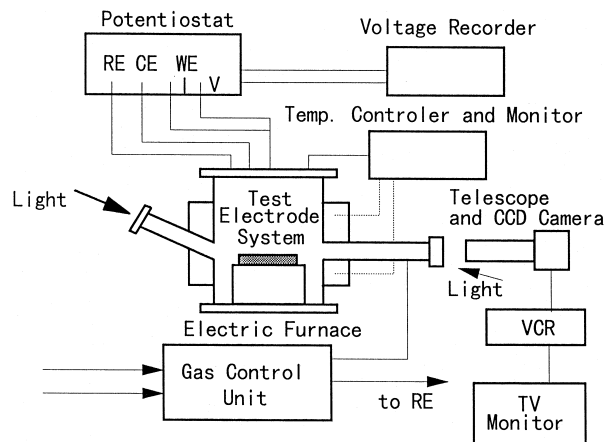 Potentiostat
Voltage Recorder
RE CE WE
I V
Temp. Controler and Monitor
Light
Test
Electrode
System
Telescope
and CCD Camera
Light
Electric Furnace
VCR
Gas Control
Unit
to RE
TV
Monitor